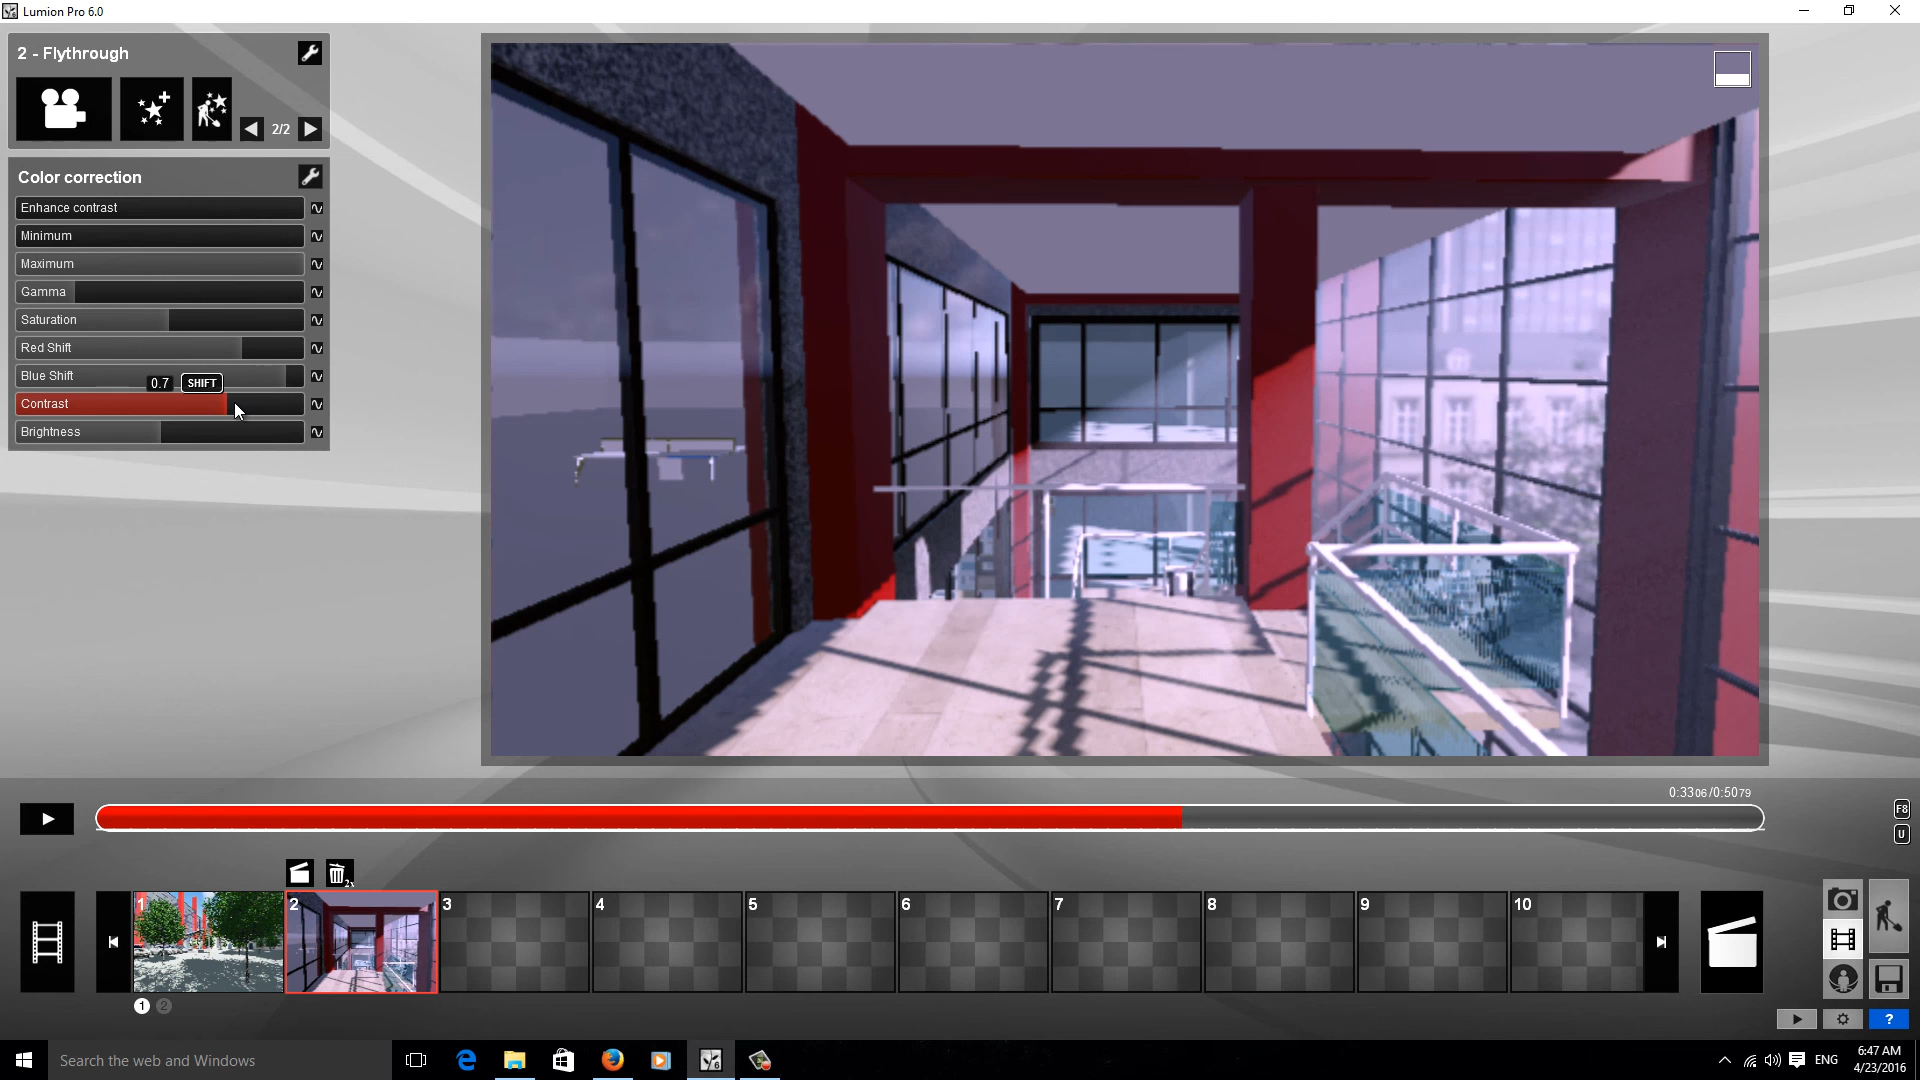 Lumion Pro 6.0
2 - Flythrough
2/2
Color correction
Enhance contrast
Minimum
Maximum
Gamma
Saturation
Red Shift
Blue Shift
0.7 SHIFT
Contrast
Brightness
0:3306/0:5079
F8
U
2x
1 2 3 4 5 6 7 8 9 10
1 2
?
Search the web and Windows
6
ENG
6:47 AM
4/23/2016